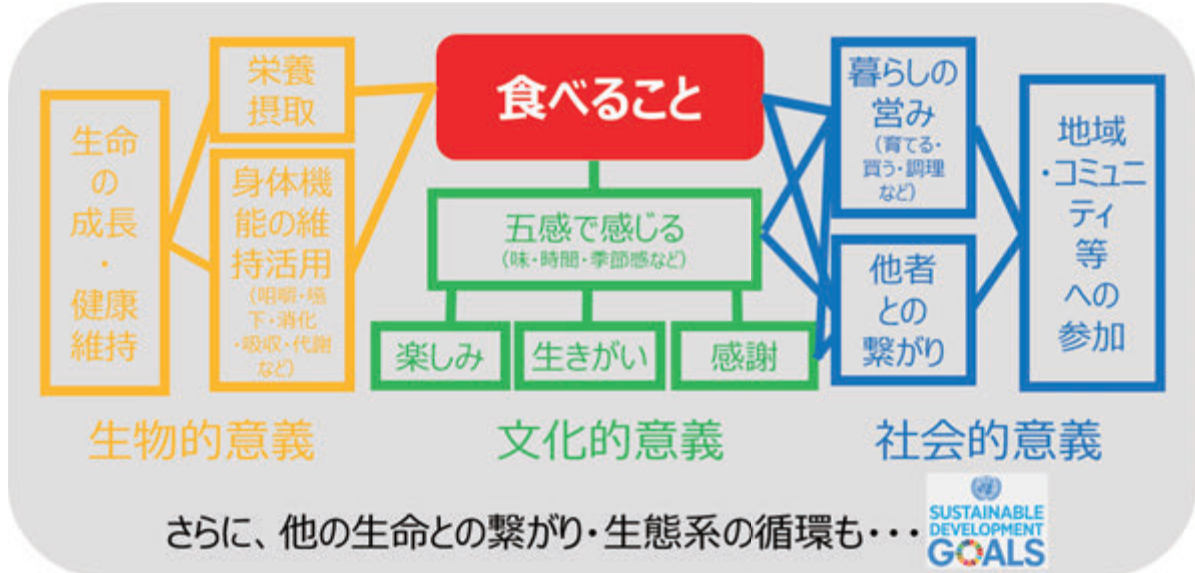 食べること
栄養
摂取
生命
の
成長
・
健康
維持
身体機
能の維
持活用
(咀嚼・嚥
下・消化
・吸収・代謝
など)
五感で感じる
(味・時間・季節感など)
楽しみ
生きがい
感謝
暮らしの
営み
(育てる・
買う・調理
など)
他者
との
繋がり
地域
・コミュニ
ティ
等
への
参加
生物的意義
文化的意義
社会的意義
さらに、他の生命との繋がり・生態系の循環も・・・
SUSTAINABLE
DEVELOPMENT
GOALS